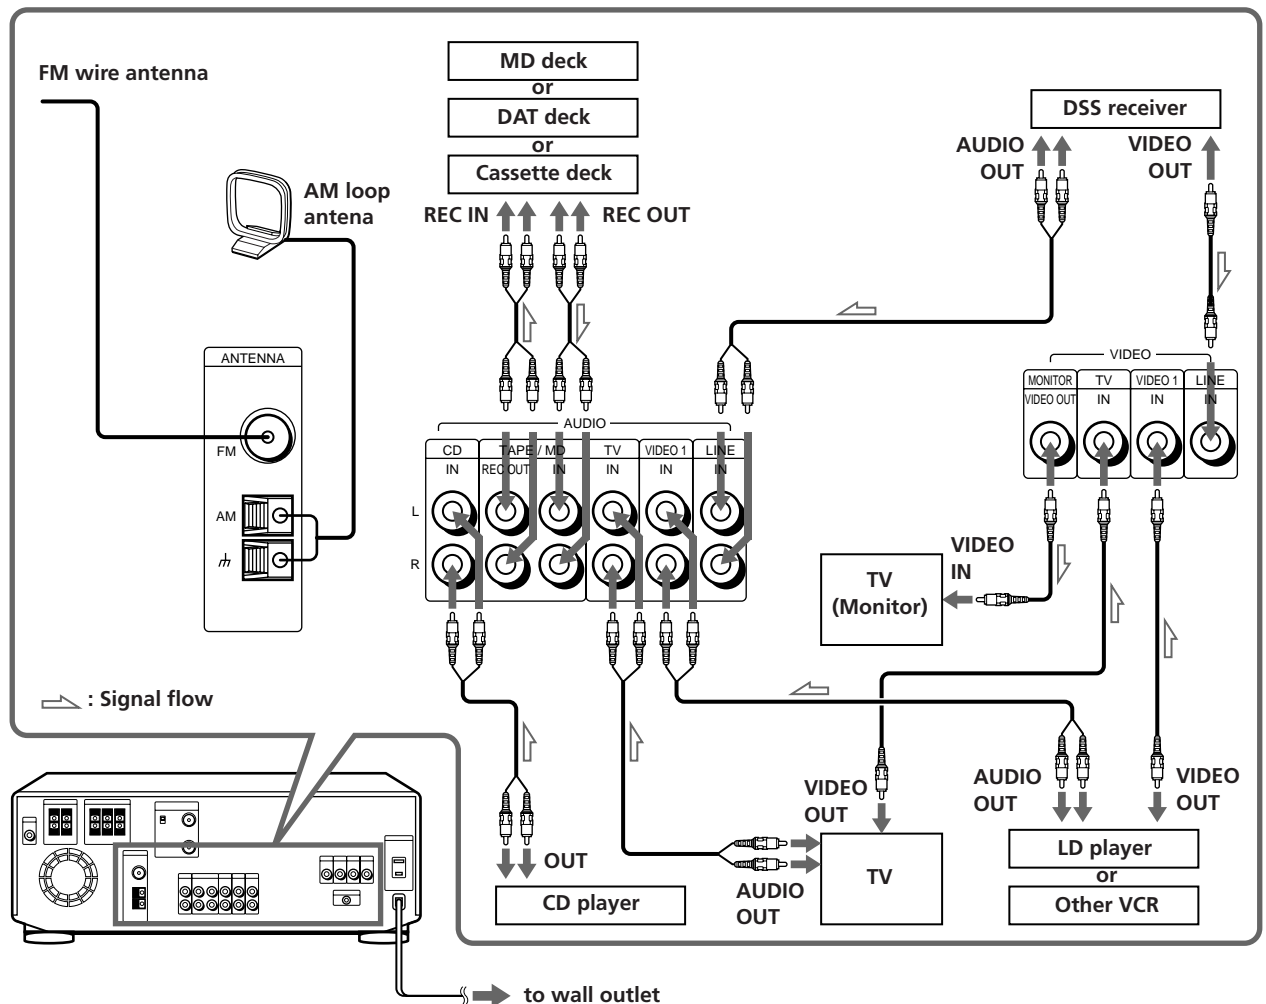 FM wire antenna
AM loop
antena
MD deck
or
DAT deck
or
Cassette deck
REC IN
REC OUT
DSS receiver
AUDIO
OUT
VIDEO
OUT
ANTENNA
FM
AM
AUDIO
CD
TAPE / MD
TV
VIDEO 1
LINE
IN
REC OUT
IN
IN
IN
IN
L
R
VIDEO
MONITOR
TV
VIDEO 1
LINE
VIDEO OUT
IN
IN
IN
VIDEO
IN
TV
(Monitor)
: Signal flow
VIDEO
OUT
AUDIO
OUT
VIDEO
OUT
OUT
CD player
AUDIO
OUT
TV
LD player
or
Other VCR
to wall outlet